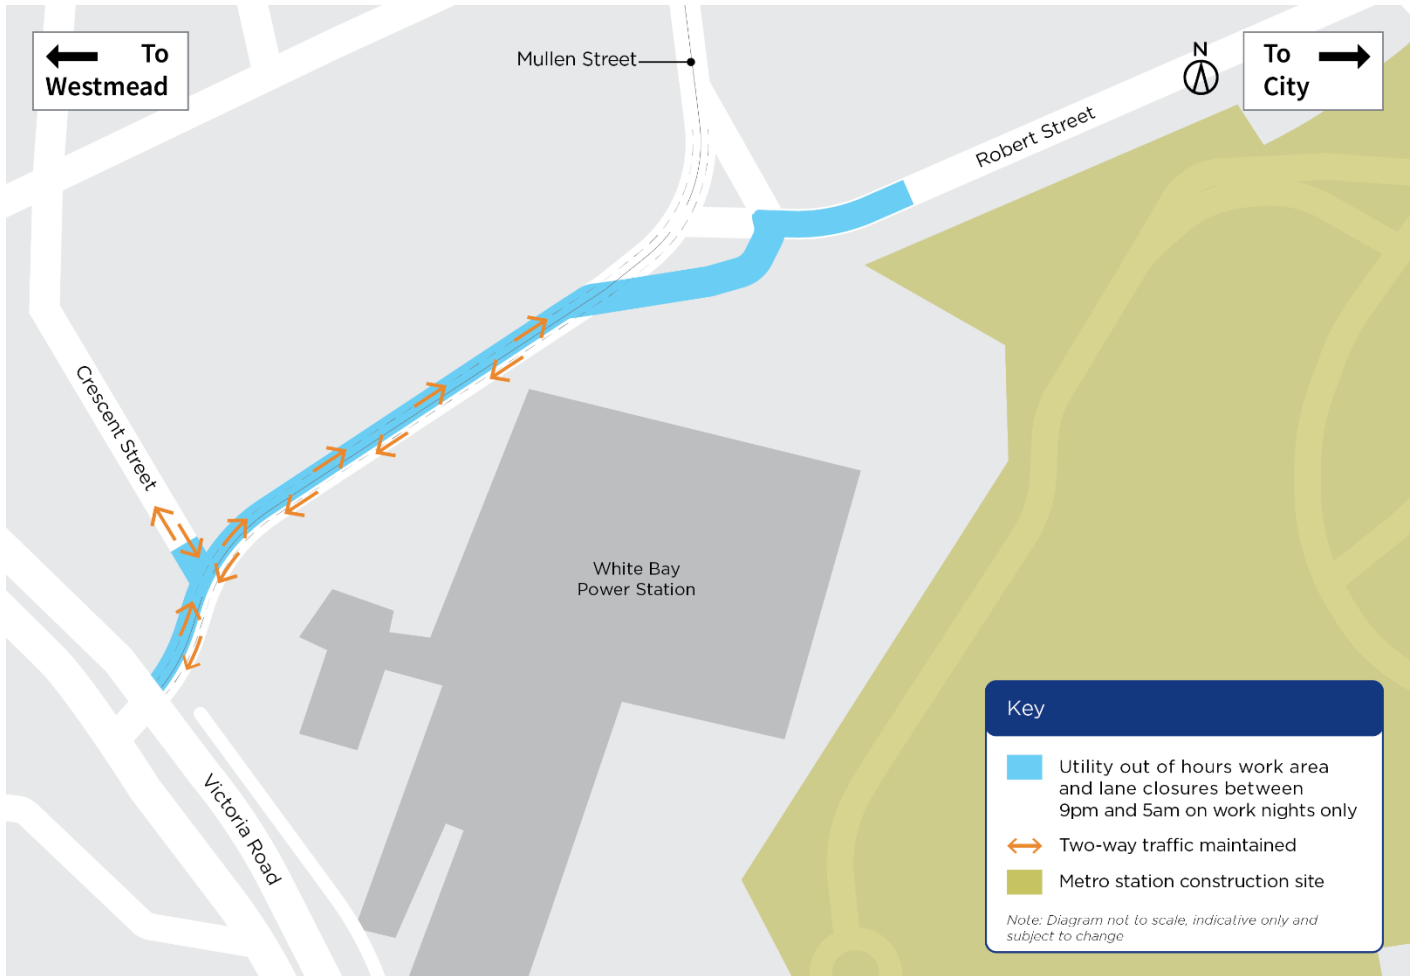 To
Westmead
Mullen Street
N
To
City
Robert Street
Crescent Street
White Bay
Power Station
Victoria Road
Key
Utility out of hours work area
and lane closures between
9pm and 5am on work nights only
Two-way traffic maintained
Metro station construction site
Note: Diagram not to scale, indicative only and
subject to change